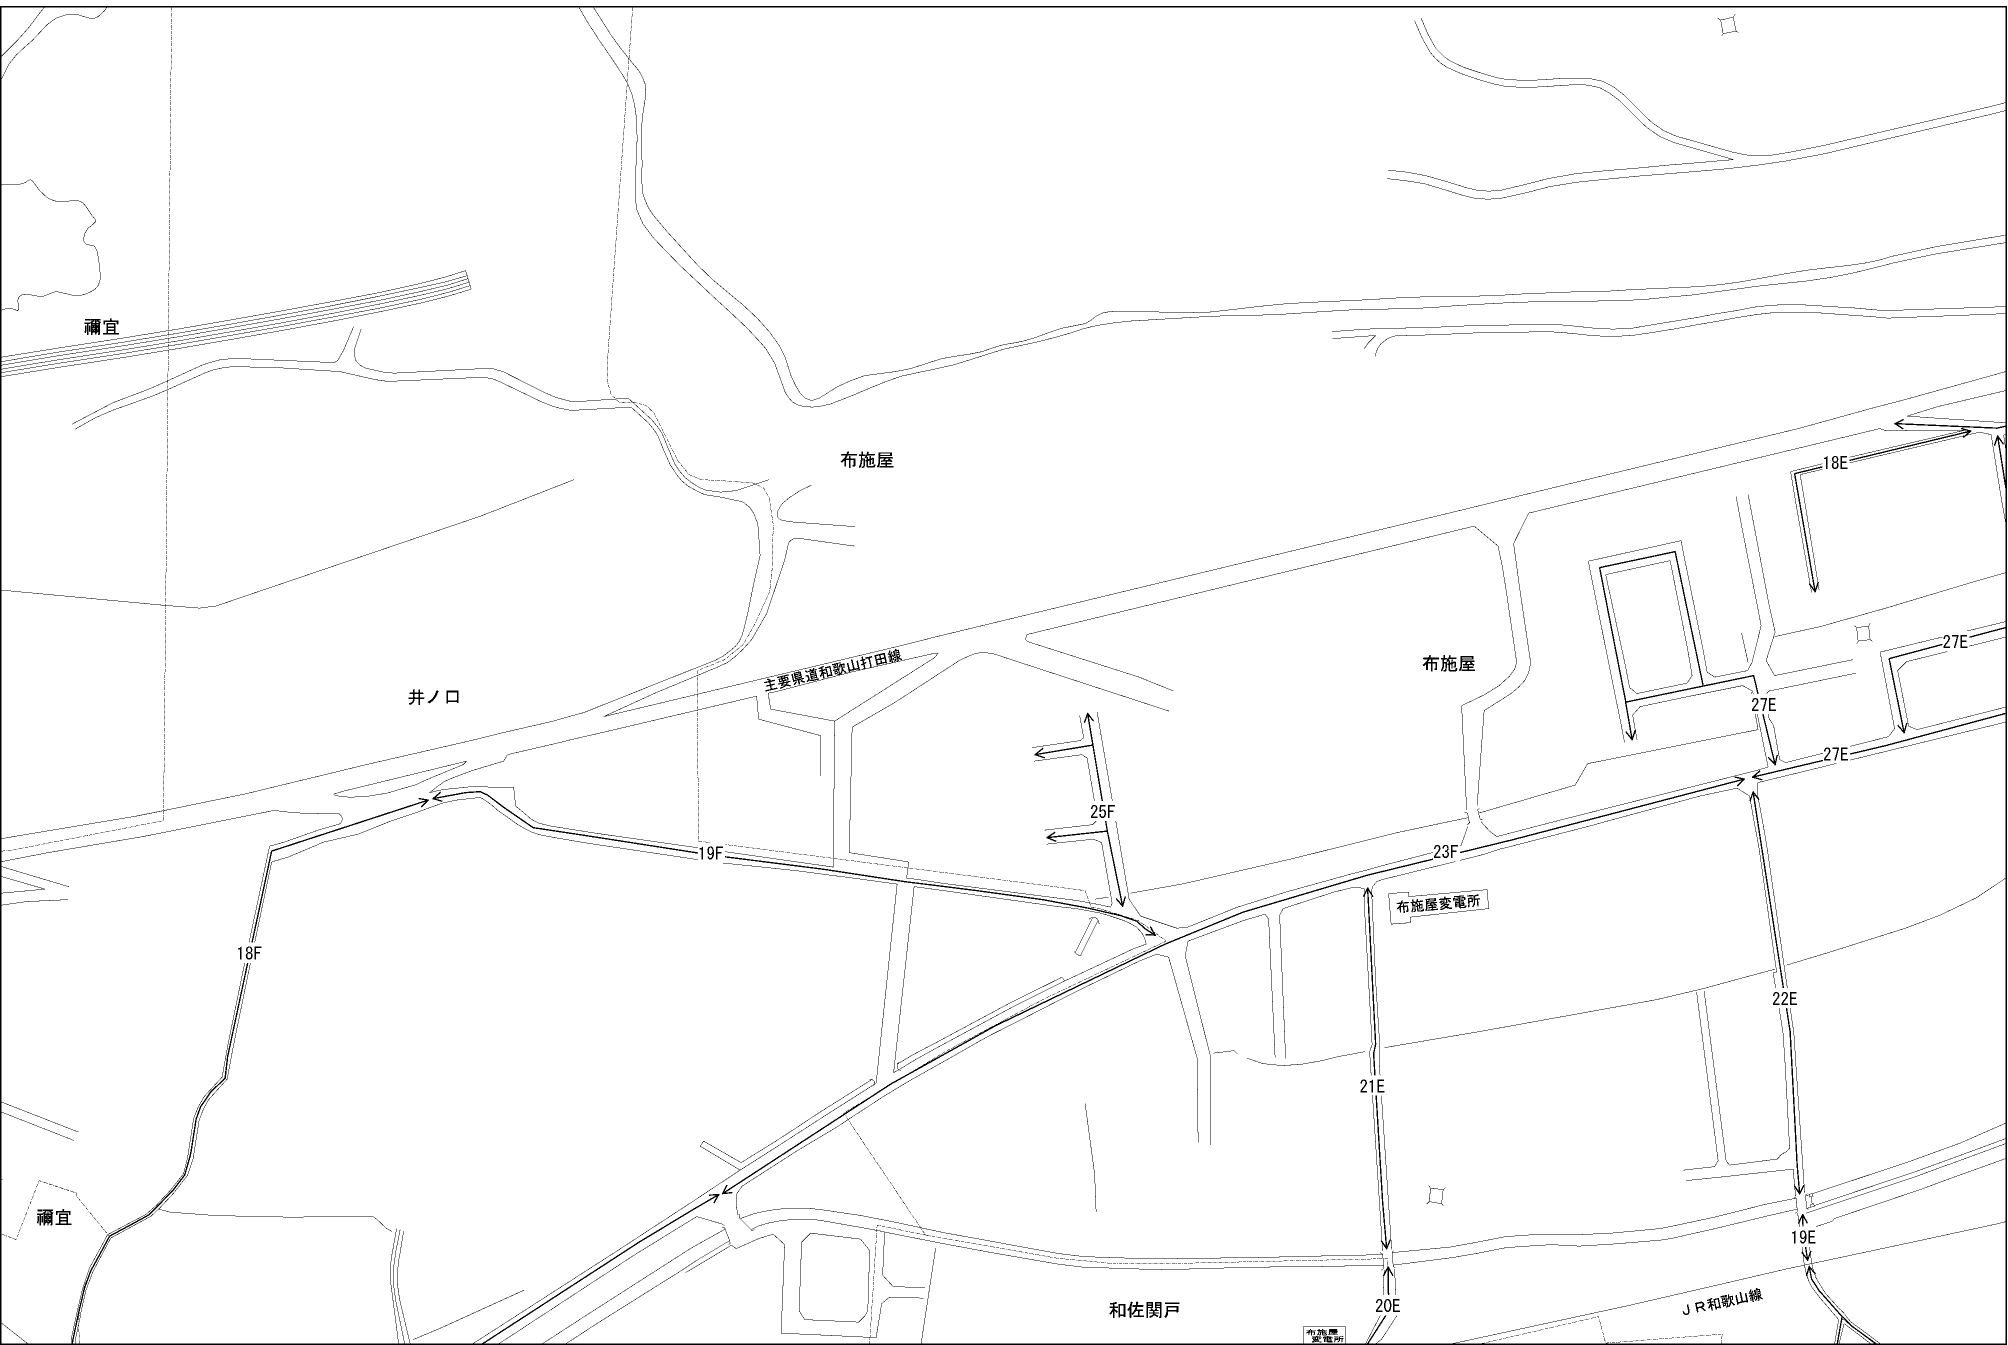 禰宜
布施屋
18E
27E
布施屋
主要県道和歌山打田線
井ノ口
27E
27E
25F
19F
23F
布施屋変電所
18F
22E
21E
禰宜
19E
和佐関戸
20E
ＪＲ和歌山線
布施屋
変電所